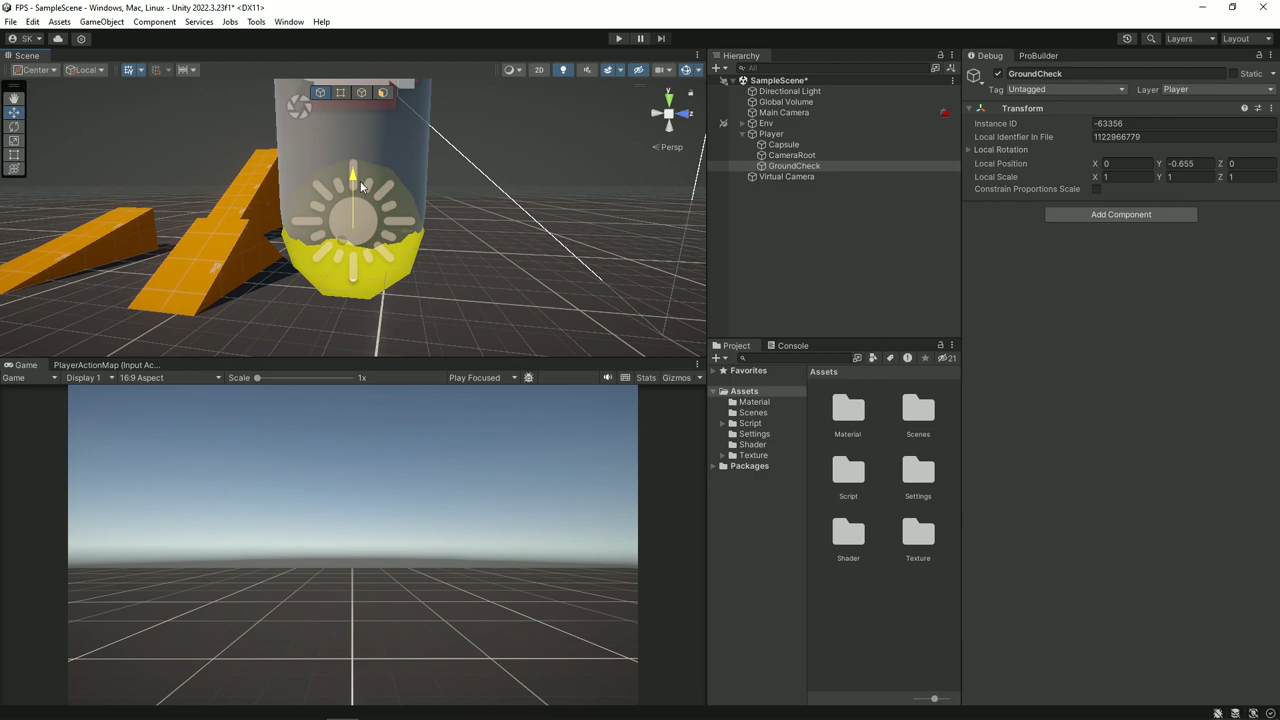 FPS - SampleScene - Windows, Mac, Linux - Unity 2022.3.23f1* <DX11>
File Edit Assets GameObject Component Services Jobs Tools Window Help
SK Layers Layout
Scene
Center Local 2D
y
z
Persp
Game PlayerActionMap (Input Ac...
Game Display 1 16:9 Aspect Scale 1x Play Focused Stats Gizmos
Hierarchy
All
SampleScene*
Directional Light
Global Volume
Main Camera
Env
Player
Capsule
CameraRoot
GroundCheck
Virtual Camera
Project Console
21
Favorites
Assets
Material
Scenes
Script
Settings
Shader
Texture
Packages
Assets
Material Scenes
Script Settings
Shader Texture
Debug ProBuilder
GroundCheck Static
Tag Untagged Layer Player
Transform
Instance ID -63356
Local Identifier In File 1122966779
Local Rotation
Local Position X 0 Y -0.655 Z 0
Local Scale X 1 Y 1 Z 1
Constrain Proportions Scale
Add Component